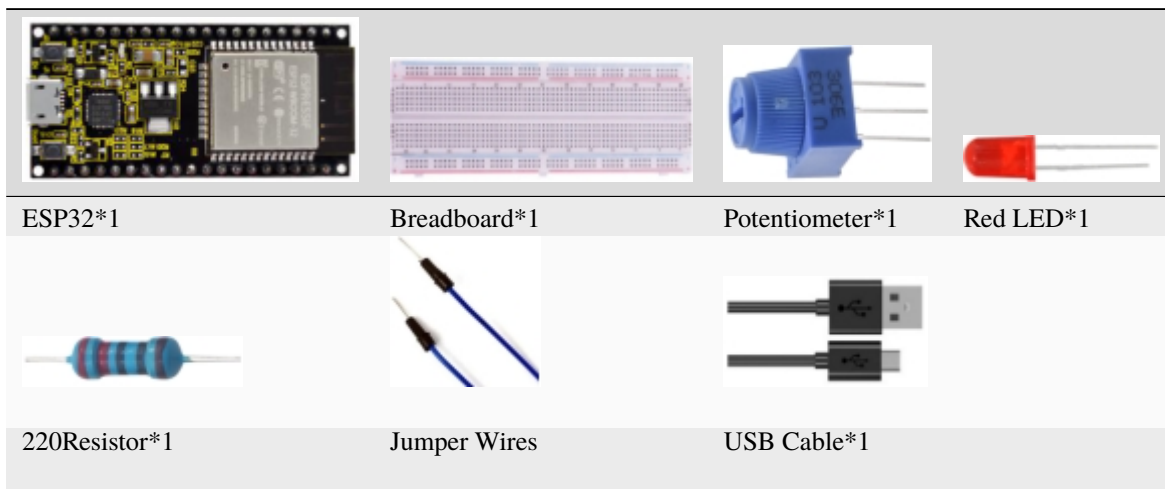 ESP32*1
Breadboard*1
Potentiometer*1
Red LED*1
220Resistor*1
Jumper Wires
USB Cable*1